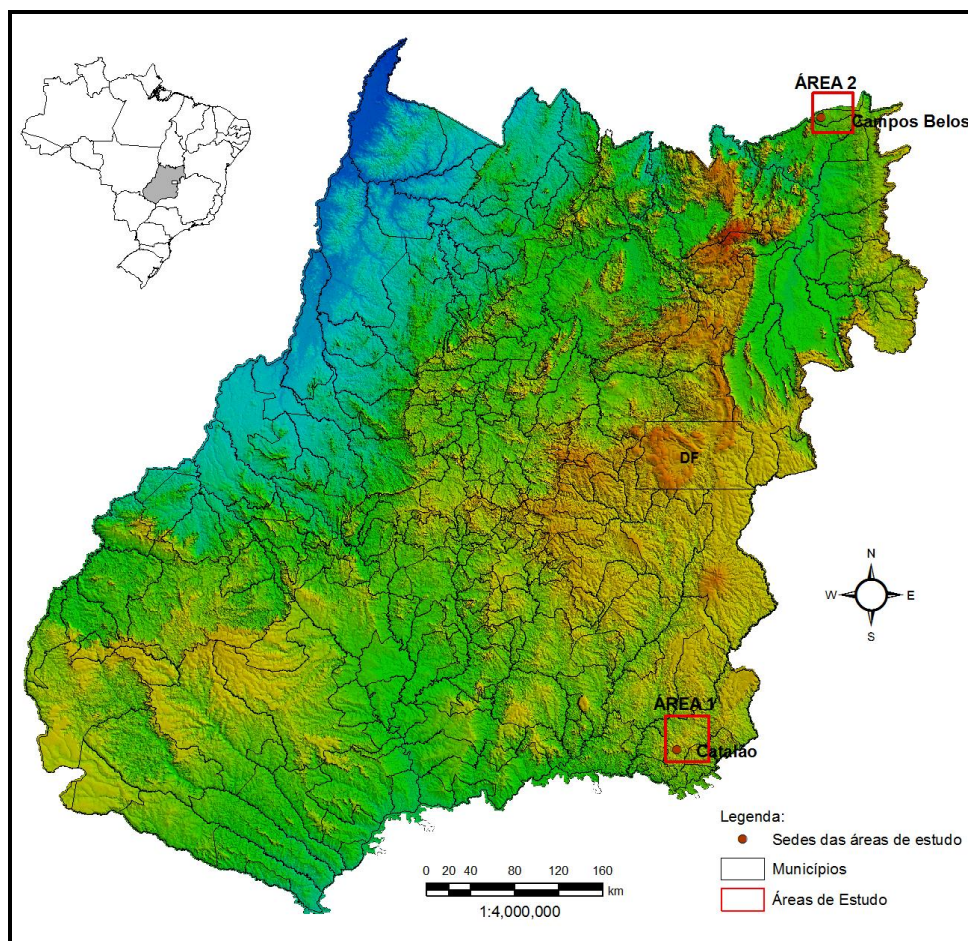 ÁREA 2
Campos Belos
DF
N
W E
S
ÁREA 1
Catalão
Legenda:
Sedes das áreas de estudo
Municípios
Áreas de Estudo
0 20 40 80 120 160
km
1:4,000,000